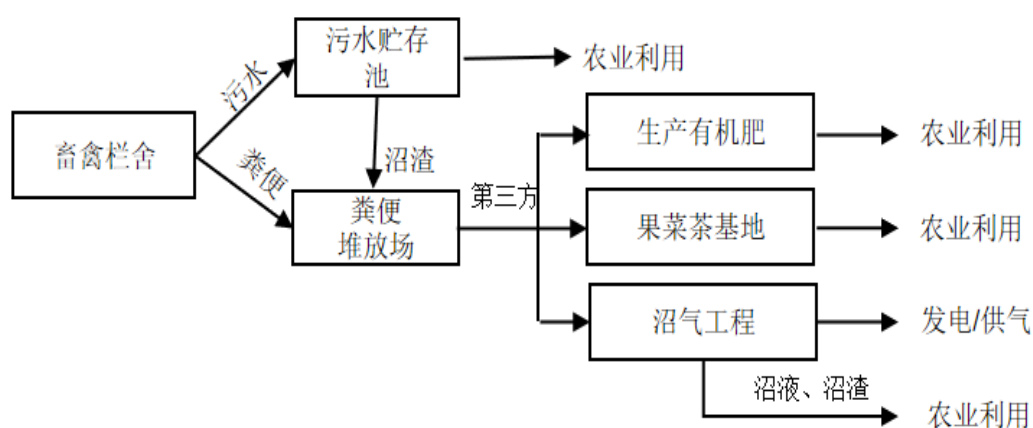 污水贮存
池
农业利用
污水
畜禽栏舍
粪便
沼渣
粪便
堆放场
第三方
生产有机肥
农业利用
果菜茶基地
农业利用
沼气工程
发电/供气
沼液、沼渣
农业利用